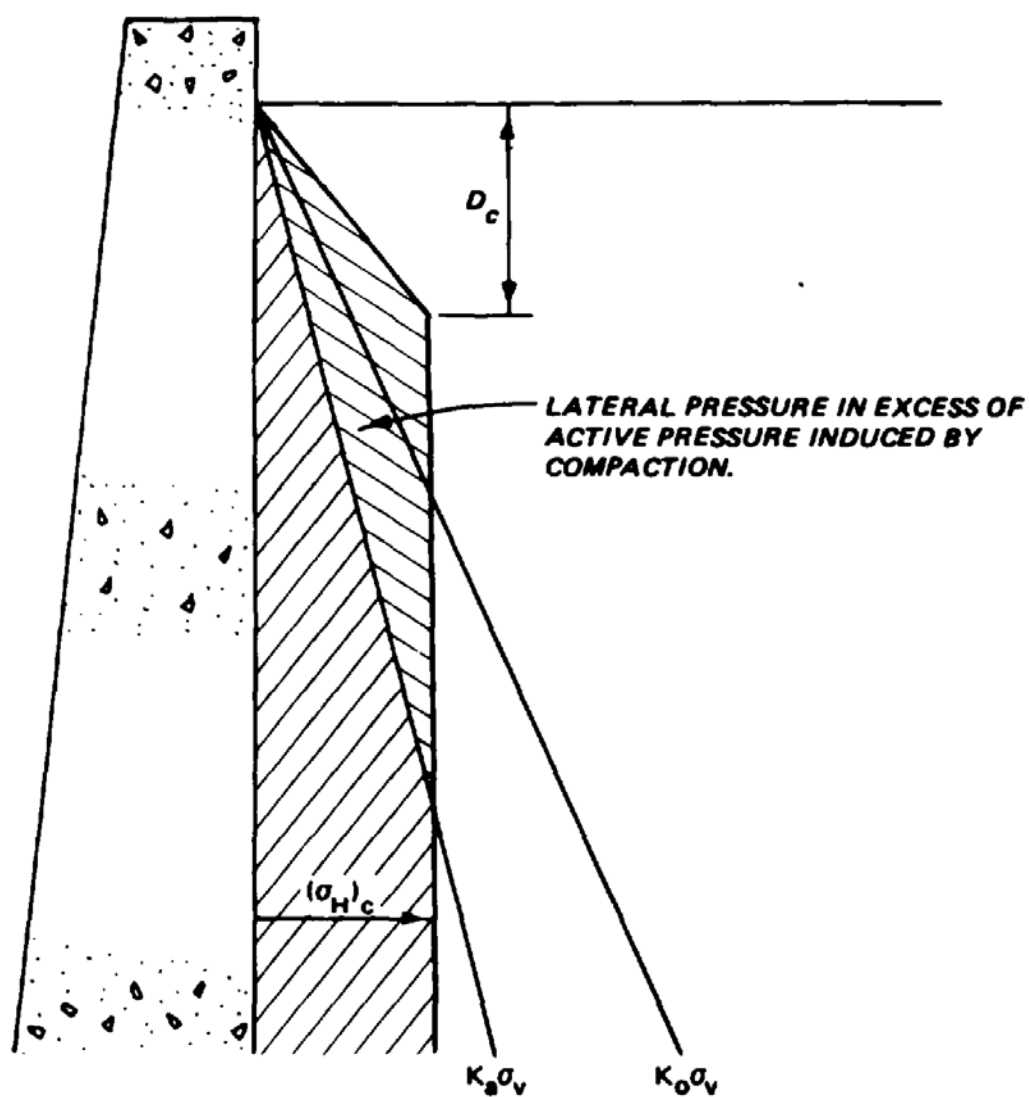 D_c
LATERAL PRESSURE IN EXCESS OF
ACTIVE PRESSURE INDUCED BY
COMPACTION.
(σ_H)_c
K_aσ_v K_oσ_v